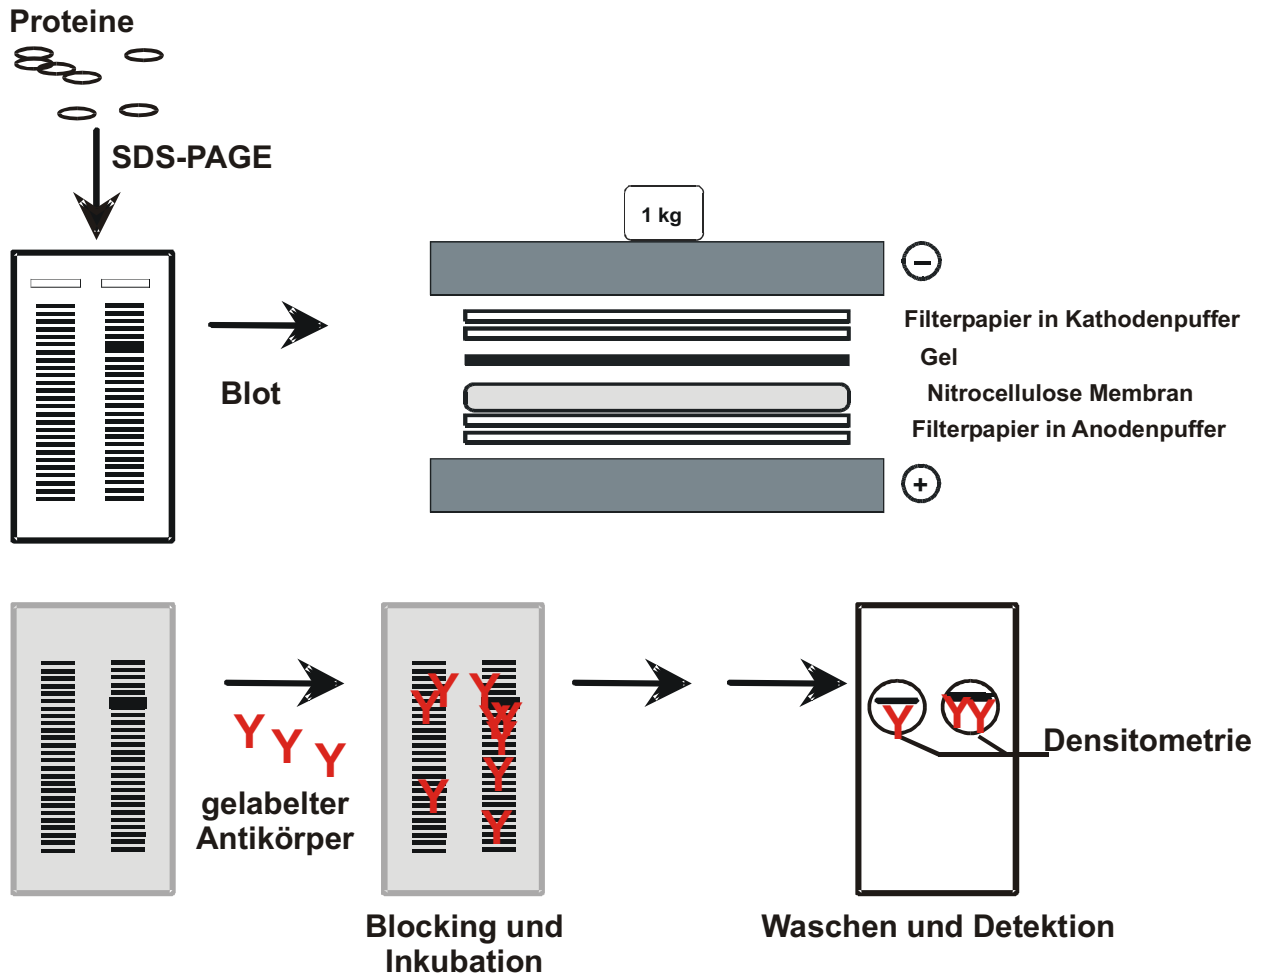 Proteine
SDS-PAGE
1 kg
−
Filterpapier in Kathodenpuffer
Gel
Blot
Nitrocellulose Membran
Filterpapier in Anodenpuffer
+
Y Y Y
gelabelter
Antikörper
Densitometrie
Blocking und
Inkubation
Waschen und Detektion